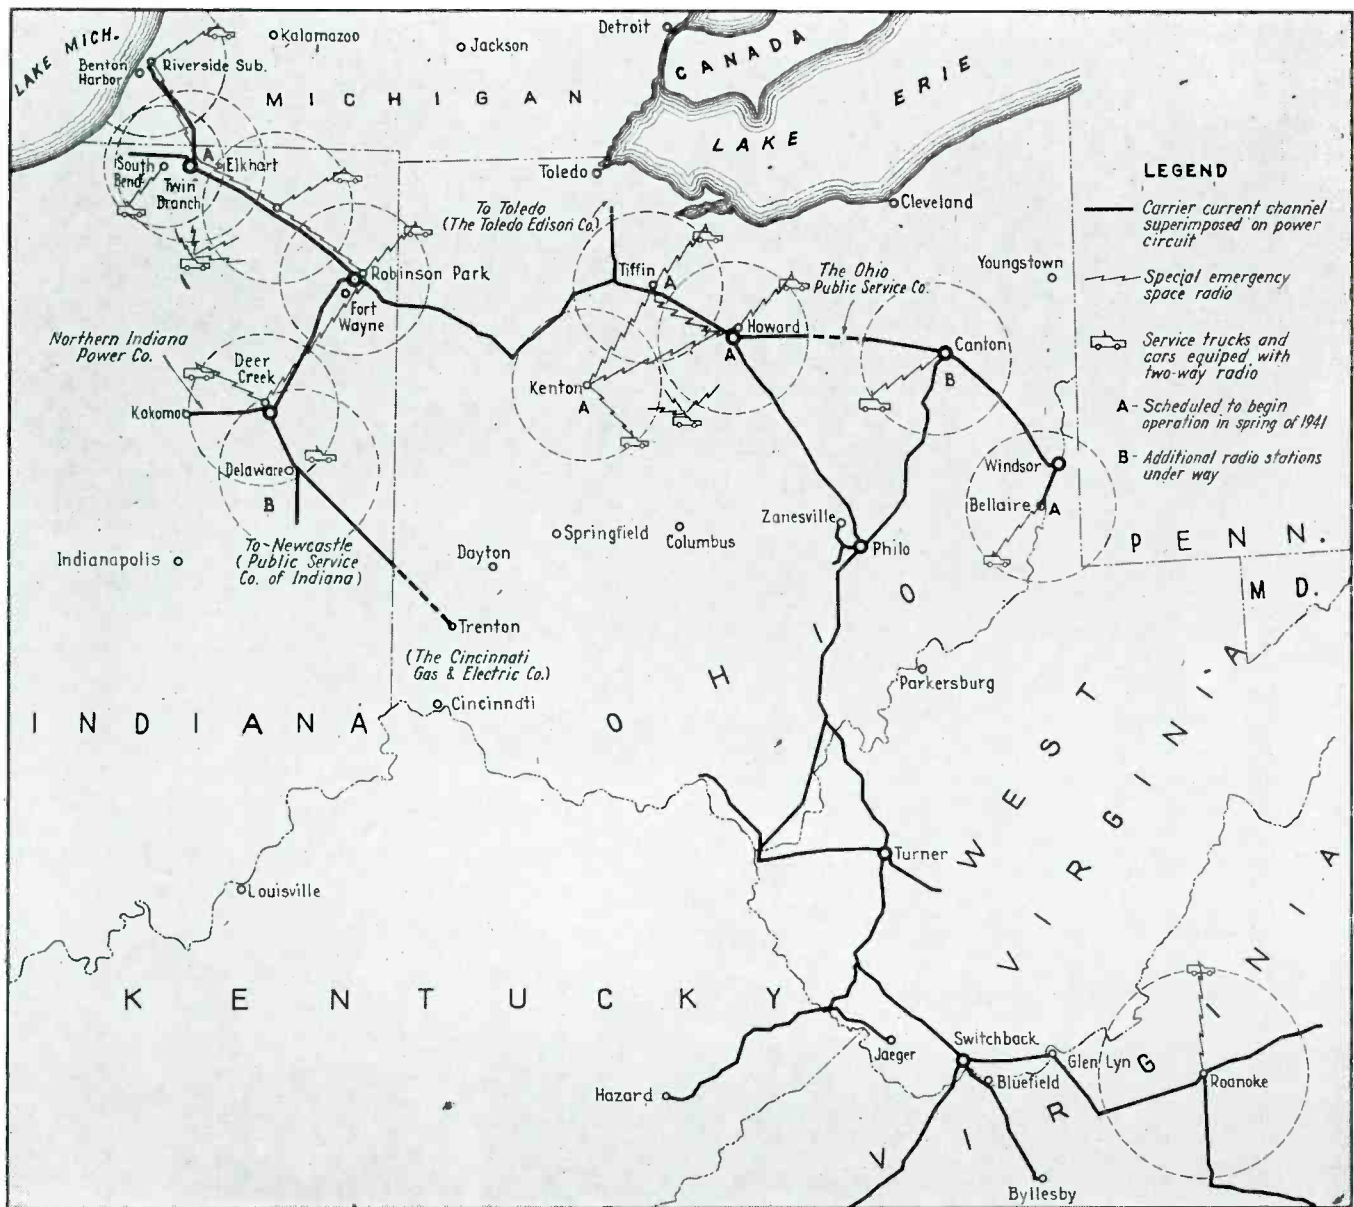 LAKE MICH.
Benton
Harbor
Riverside Sub.
Kalamazoo
Jackson
Detroit
CANADA
ERIE
LAKE
MICHIGAN
South
Bend
A
Elkhart
Twin
Branch
Toledo
To Toledo
(The Toledo Edison Co.)
Cleveland
LEGEND
Carrier current channel
superimposed on power
circuit
Special emergency
space radio
Service trucks and
cars equiped with
two-way radio
A - Scheduled to begin
operation in spring of 1941
B - Additional radio stations
under way
Robinson Park
Fort
Wayne
Tiffin
A
The Ohio
Public Service Co.
Youngstown
Howard
A
Canton
B
Northern Indiana
Power Co.
Deer
Creek
Kokomo
Kenton
A
Delaware
B
Windsor
Bellaire
A
Zanesville
Philo
Springfield
Columbus
Dayton
Indianapolis
To Newcastle
(Public Service
Co. of Indiana)
Trenton
(The Cincinnati
Gas & Electric Co.)
Cincinnati
PENN.
MD.
Parkersburg
INDIANA
OHIO
WEST
VIRGINIA
Turner
Louisville
KENTUCKY
Jaeger
Switchback
Glen Lyn
Bluefield
Roanoke
Hazard
VIRGINIA
Byllesby